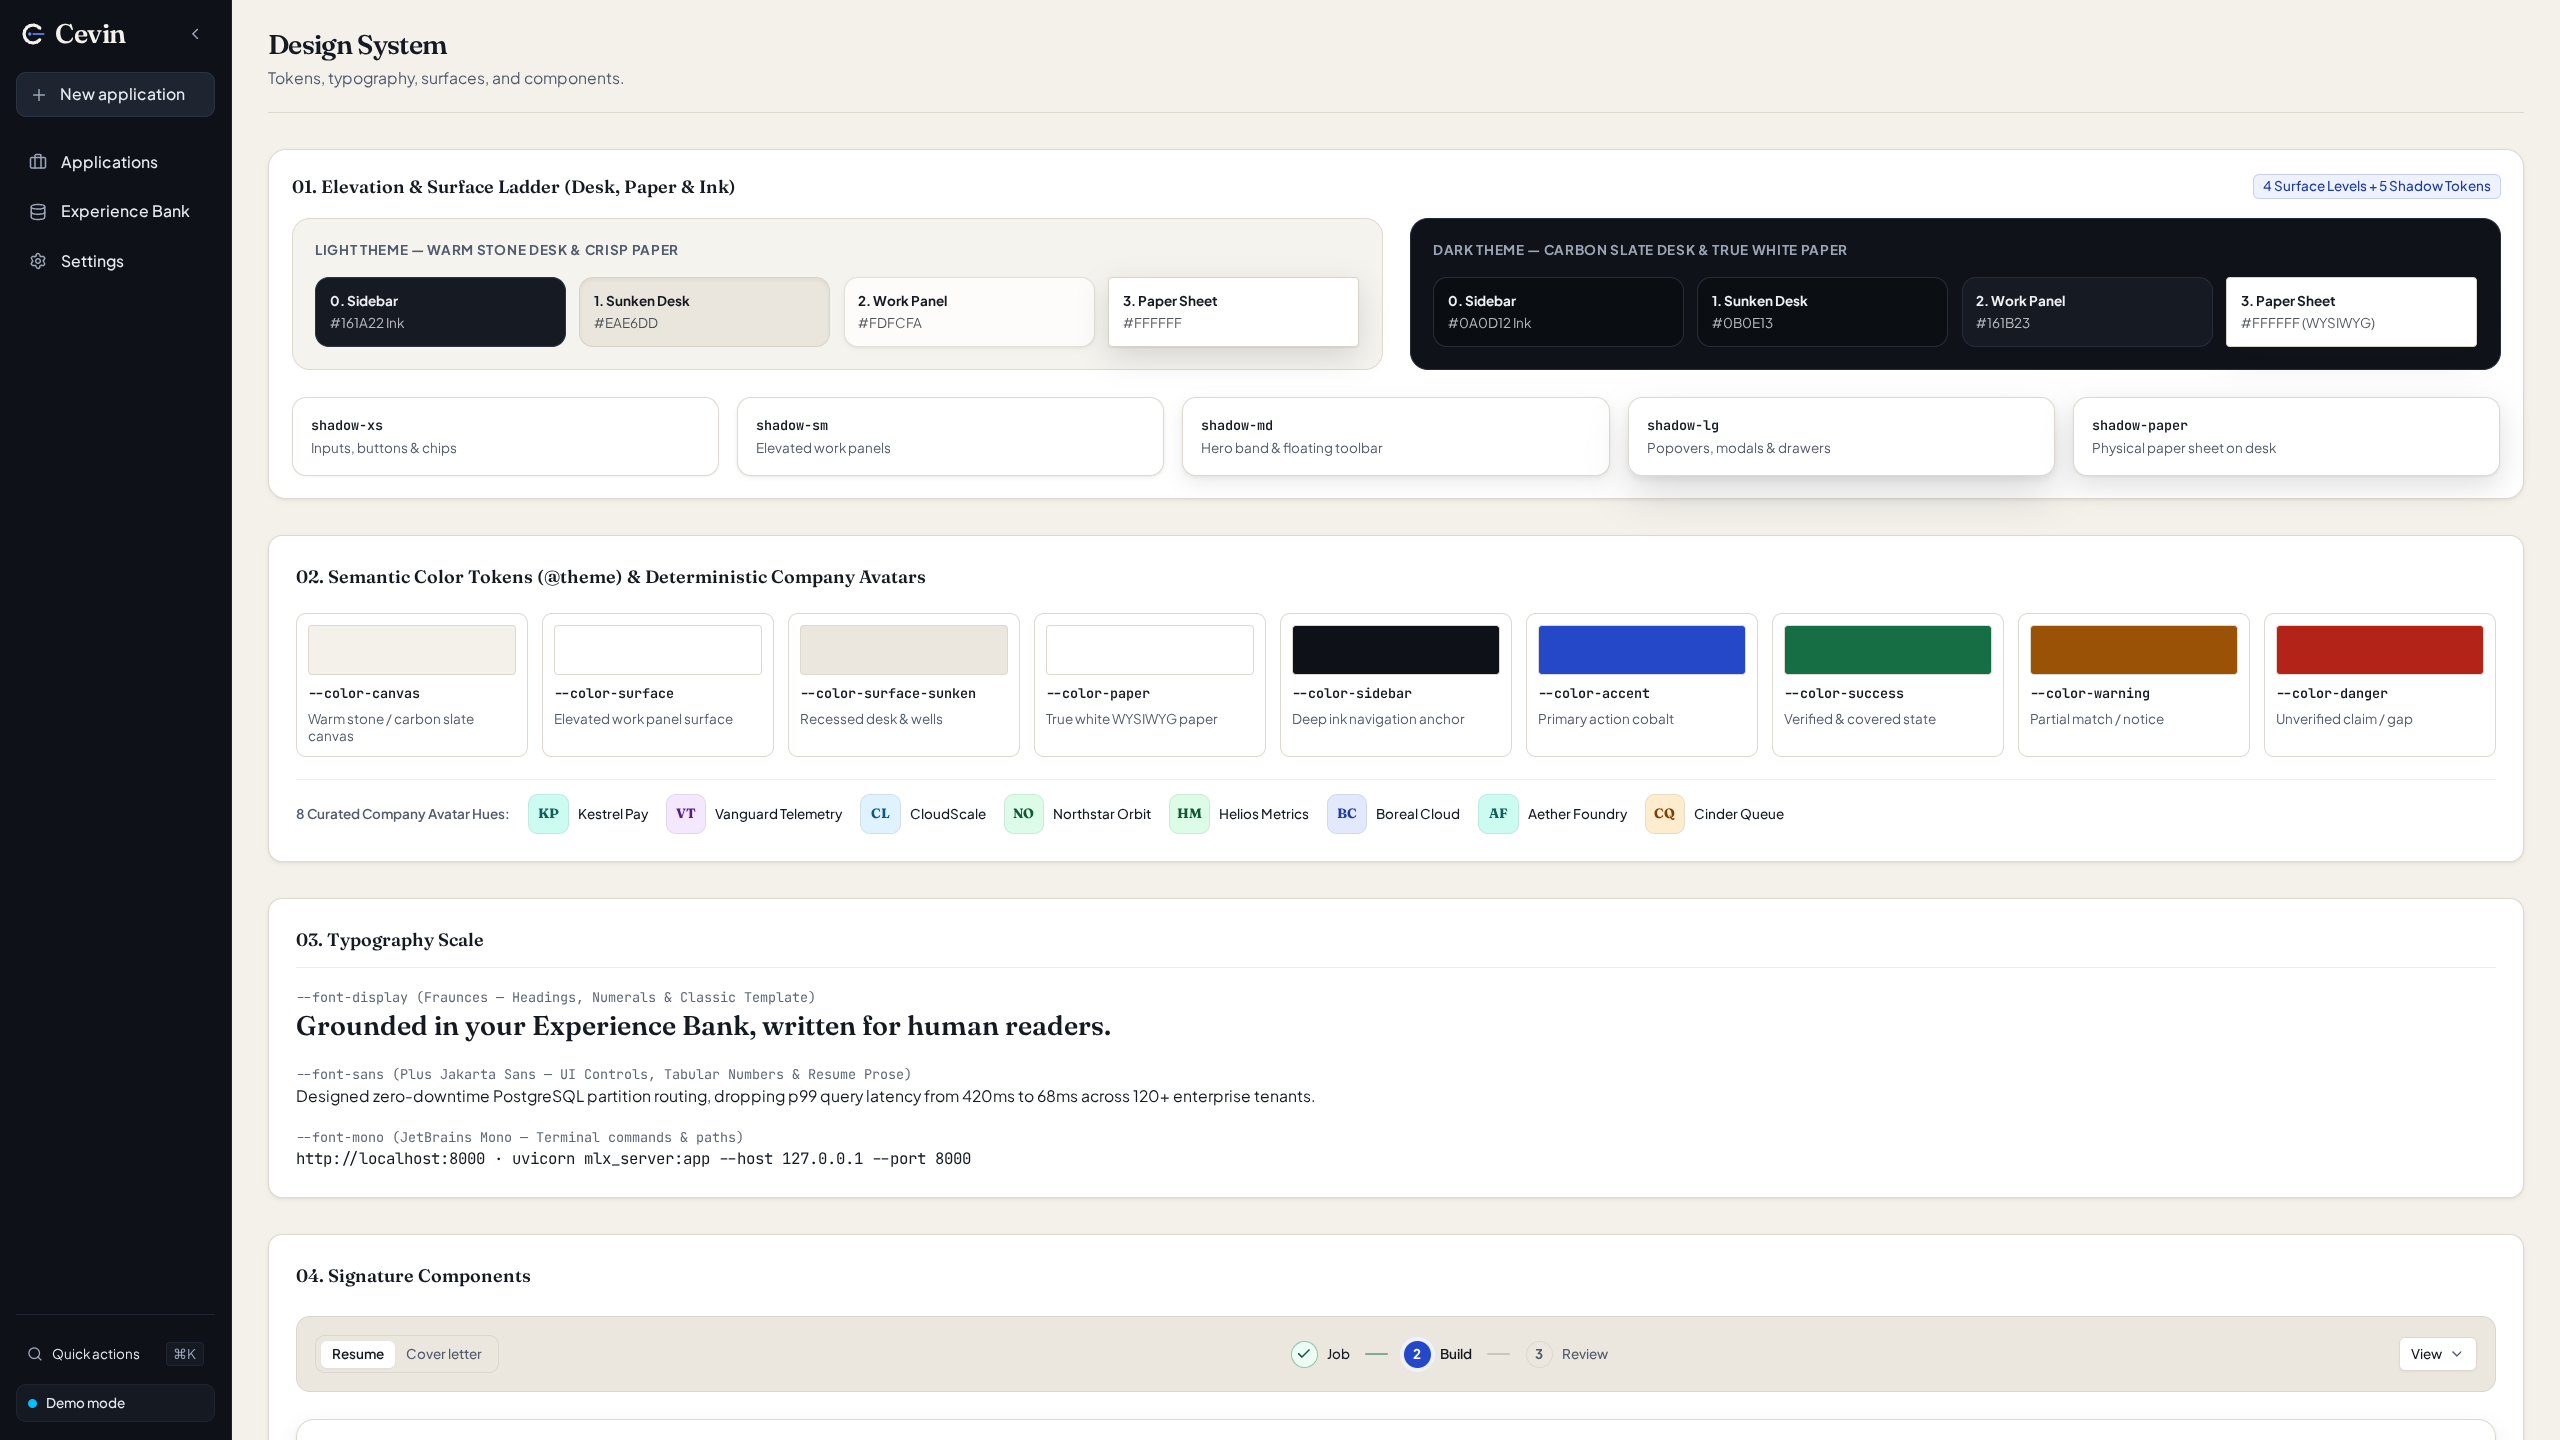 Cevin
New application
Applications
Experience Bank
Settings
Quick actions ⌘K
Demo mode
Design System
Tokens, typography, surfaces, and components.
01. Elevation & Surface Ladder (Desk, Paper & Ink)
4 Surface Levels + 5 Shadow Tokens
LIGHT THEME — WARM STONE DESK & CRISP PAPER
0. Sidebar
#161A22 Ink
1. Sunken Desk
#EAE6DD
2. Work Panel
#FDFCFA
3. Paper Sheet
#FFFFFF
DARK THEME — CARBON SLATE DESK & TRUE WHITE PAPER
0. Sidebar
#0A0D12 Ink
1. Sunken Desk
#0B0E13
2. Work Panel
#161B23
3. Paper Sheet
#FFFFFF (WYSIWYG)
shadow-xs
Inputs, buttons & chips
shadow-sm
Elevated work panels
shadow-md
Hero band & floating toolbar
shadow-lg
Popovers, modals & drawers
shadow-paper
Physical paper sheet on desk
02. Semantic Color Tokens (@theme) & Deterministic Company Avatars
--color-canvas
Warm stone / carbon slate
canvas
--color-surface
Elevated work panel surface
--color-surface-sunken
Recessed desk & wells
--color-paper
True white WYSIWYG paper
--color-sidebar
Deep ink navigation anchor
--color-accent
Primary action cobalt
--color-success
Verified & covered state
--color-warning
Partial match / notice
--color-danger
Unverified claim / gap
8 Curated Company Avatar Hues:
KP Kestrel Pay
VT Vanguard Telemetry
CL CloudScale
NO Northstar Orbit
HM Helios Metrics
BC Boreal Cloud
AF Aether Foundry
CQ Cinder Queue
03. Typography Scale
--font-display (Fraunces — Headings, Numerals & Classic Template)
Grounded in your Experience Bank, written for human readers.
--font-sans (Plus Jakarta Sans — UI Controls, Tabular Numbers & Resume Prose)
Designed zero-downtime PostgreSQL partition routing, dropping p99 query latency from 420ms to 68ms across 120+ enterprise tenants.
--font-mono (JetBrains Mono — Terminal commands & paths)
http://localhost:8000 · uvicorn mlx_server:app --host 127.0.0.1 --port 8000
04. Signature Components
Resume Cover letter
Job
2 Build
3 Review
View